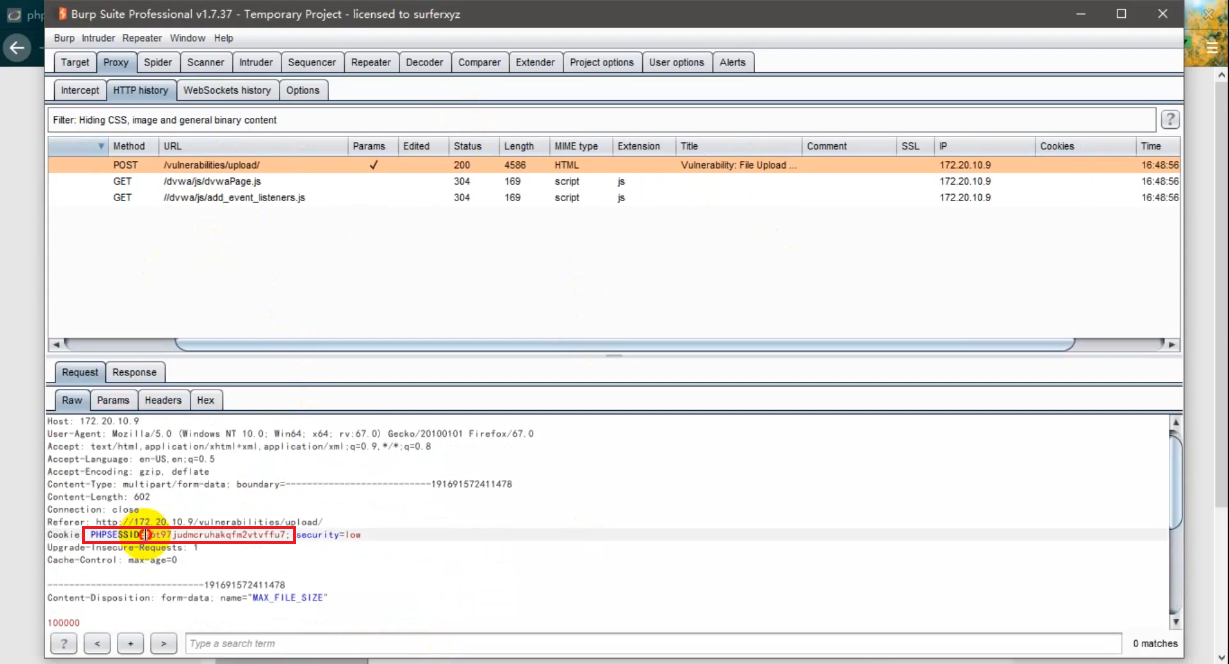 php
Burp Suite Professional v1.7.37 - Temporary Project - licensed to surferxyz
Burp Intruder Repeater Window Help
Target Proxy Spider Scanner Intruder Sequencer Repeater Decoder Comparer Extender Project options User options Alerts
Intercept HTTP history WebSockets history Options
Filter: Hiding CSS, image and general binary content
?
Method URL Params Edited Status Length MIME type Extension Title Comment SSL IP Cookies Time
POST /vulnerabilities/upload/ ✓ 200 4586 HTML Vulnerability: File Upload ... 172.20.10.9 16:48:56
GET /dvwa/js/dvwaPage.js 304 169 script js 172.20.10.9 16:48:56
GET //dvwa/js/add_event_listeners.js 304 169 script js 172.20.10.9 16:48:56
Request Response
Raw Params Headers Hex
Host: 172.20.10.9
User-Agent: Mozilla/5.0 (Windows NT 10.0; Win64; x64; rv:67.0) Gecko/20100101 Firefox/67.0
Accept: text/html,application/xhtml+xml,application/xml;q=0.9,*/*;q=0.8
Accept-Language: en-US,en;q=0.5
Accept-Encoding: gzip, deflate
Content-Type: multipart/form-data; boundary=---------------------------191691572411478
Content-Length: 602
Connection: close
Referer: http://172.20.10.9/vulnerabilities/upload/
Cookie: security=low
Upgrade-Insecure-Requests: 1
Cache-Control: max-age=0
-----------------------------191691572411478
Content-Disposition: form-data; name="MAX_FILE_SIZE"
100000
? < + > Type a search term 0 matches